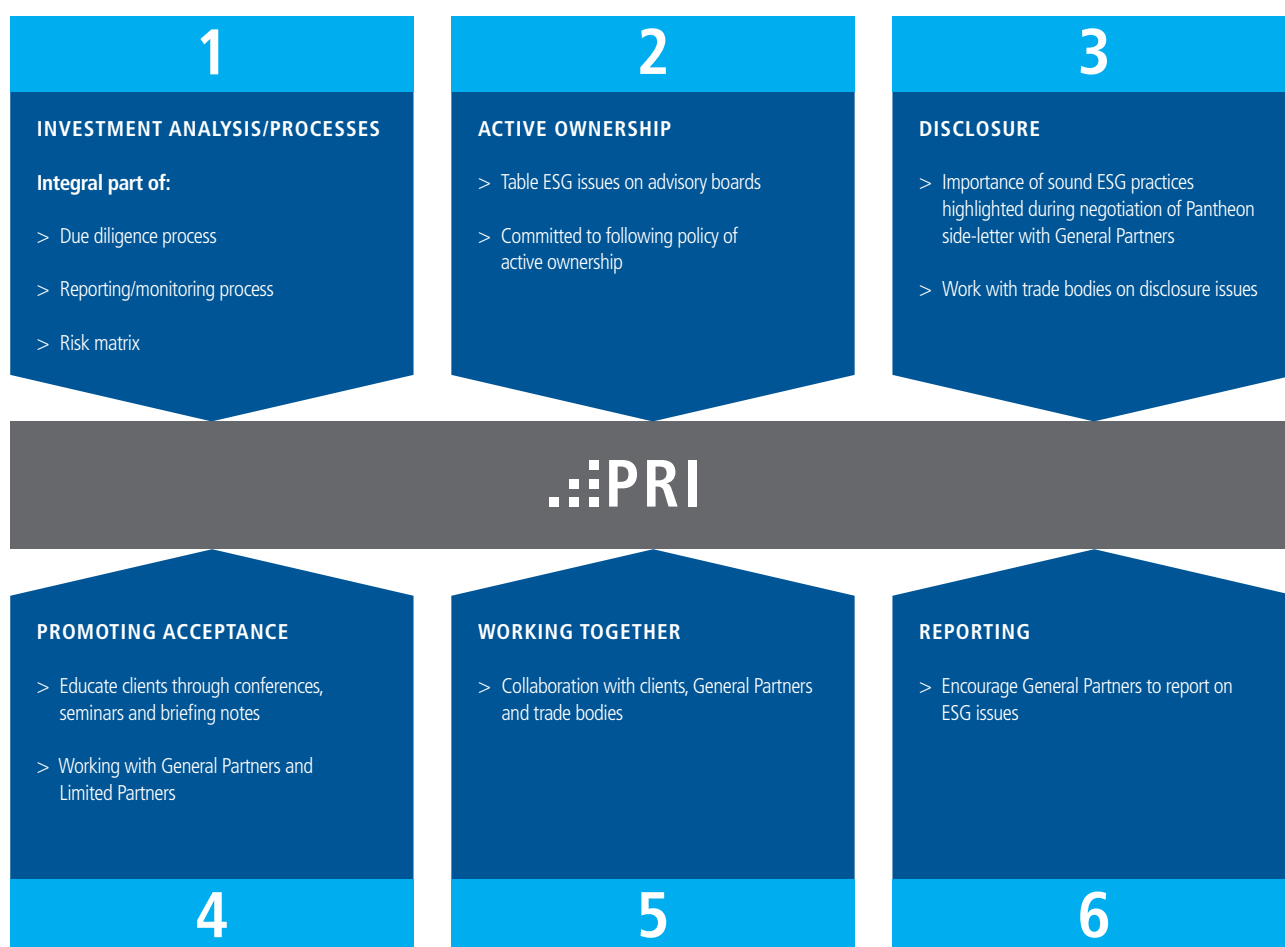 1
INVESTMENT ANALYSIS/PROCESSES
Integral part of:
> Due diligence process
> Reporting/monitoring process
> Risk matrix
2
ACTIVE OWNERSHIP
> Table ESG issues on advisory boards
> Committed to following policy of
active ownership
3
DISCLOSURE
> Importance of sound ESG practices
highlighted during negotiation of Pantheon
side-letter with General Partners
> Work with trade bodies on disclosure issues
PRI
PROMOTING ACCEPTANCE
> Educate clients through conferences,
seminars and briefing notes
> Working with General Partners and
Limited Partners
4
WORKING TOGETHER
> Collaboration with clients, General Partners
and trade bodies
5
REPORTING
> Encourage General Partners to report on
ESG issues
6